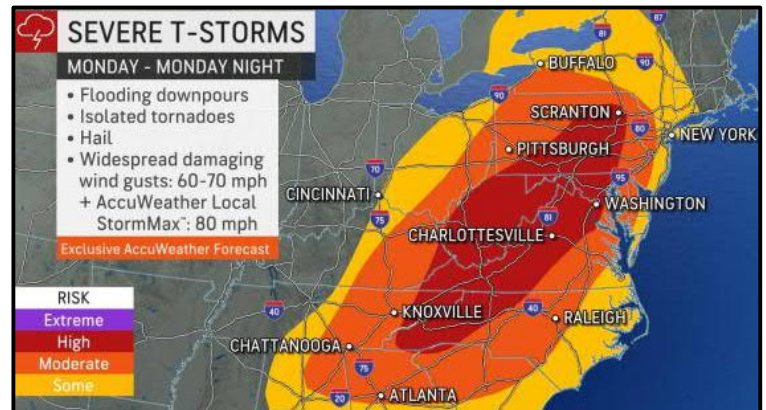 SEVERE T-STORMS
MONDAY - MONDAY NIGHT
• Flooding downpours
• Isolated tornadoes
• Hail
• Widespread damaging
wind gusts: 60-70 mph
+ AccuWeather Local
StormMax™: 80 mph
Exclusive AccuWeather Forecast
RISK
Extreme
High
Moderate
Some
87
81
BUFFALO
90
90
90
SCRANTON
80
NEW YORK
PITTSBURGH
70
95
CINCINNATI
WASHINGTON
75
81
CHARLOTTESVILLE
40
KNOXVILLE
40
RALEIGH
CHATTANOOGA
75
20
ATLANTA